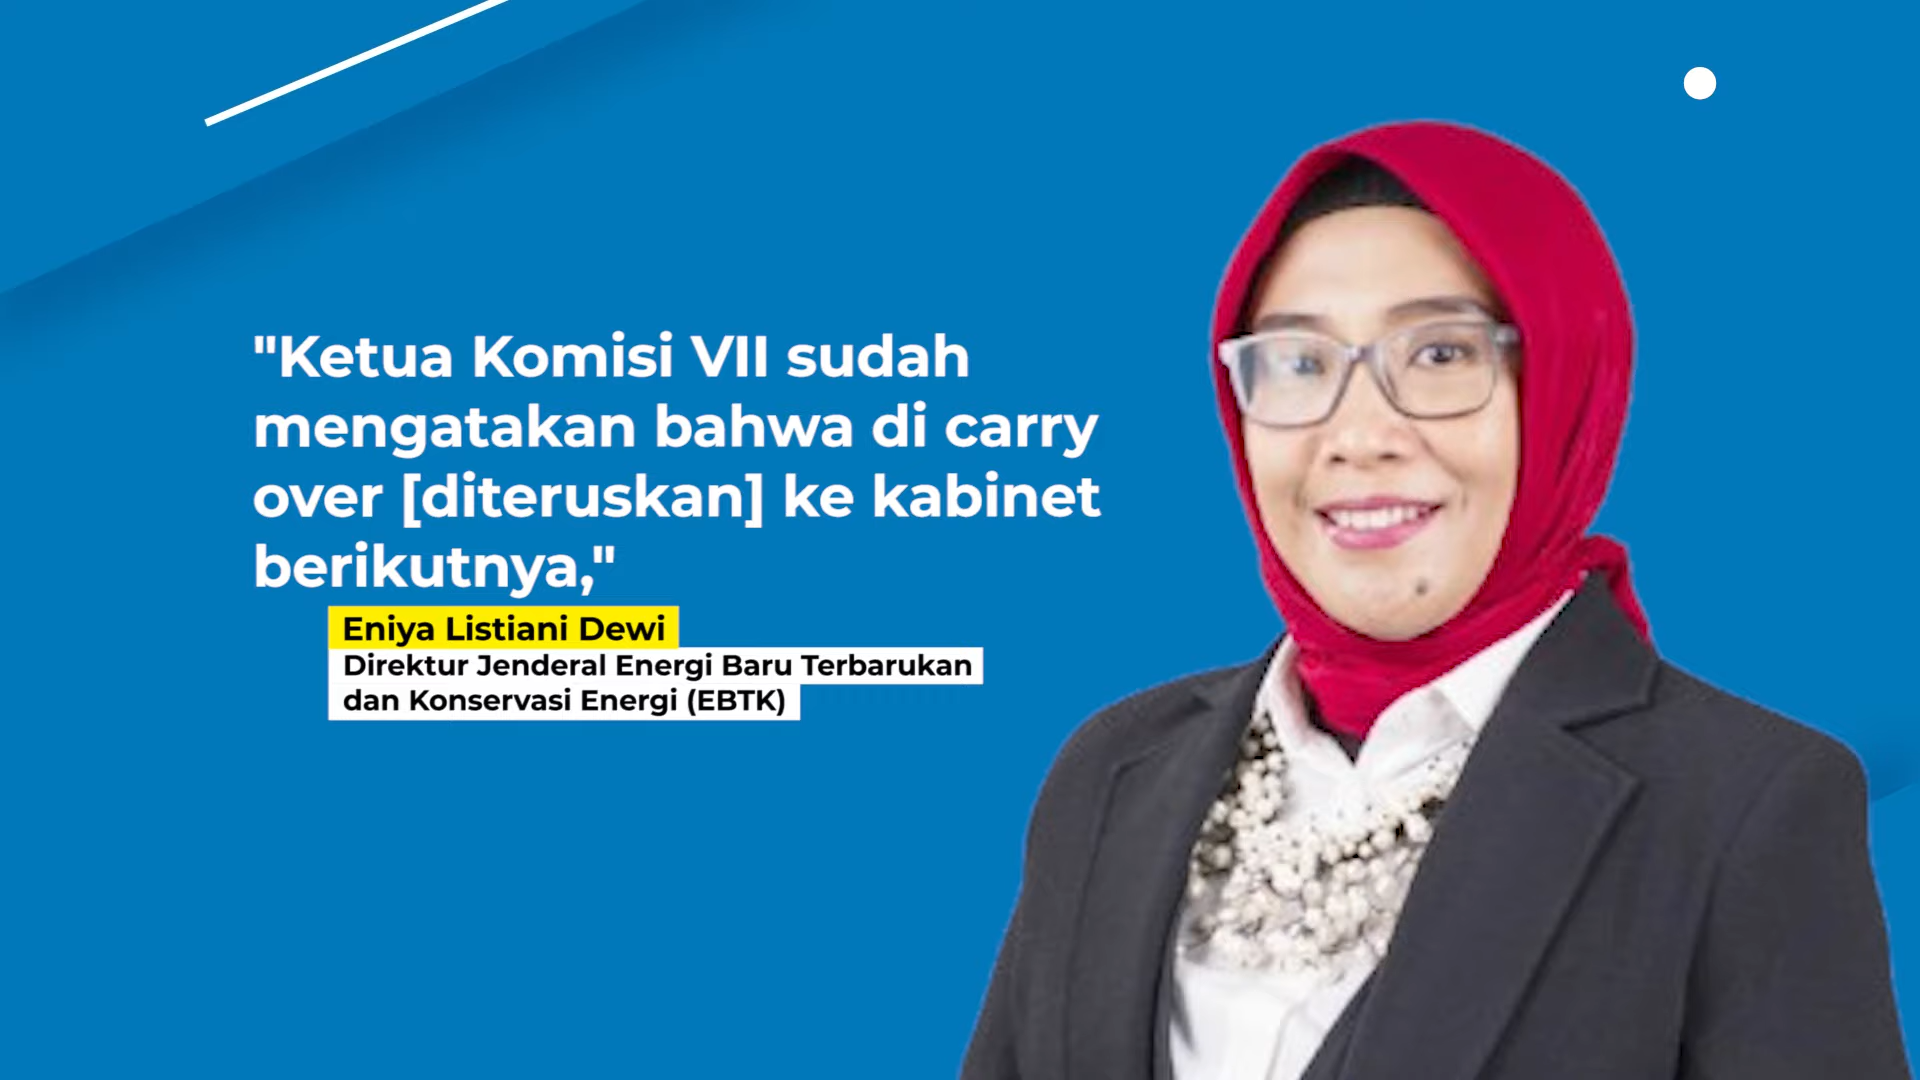 "Ketua Komisi VII sudah
mengatakan bahwa di carry
over [diteruskan] ke kabinet
berikutnya,"
Eniya Listiani Dewi
Direktur Jenderal Energi Baru Terbarukan
dan Konservasi Energi (EBTK)